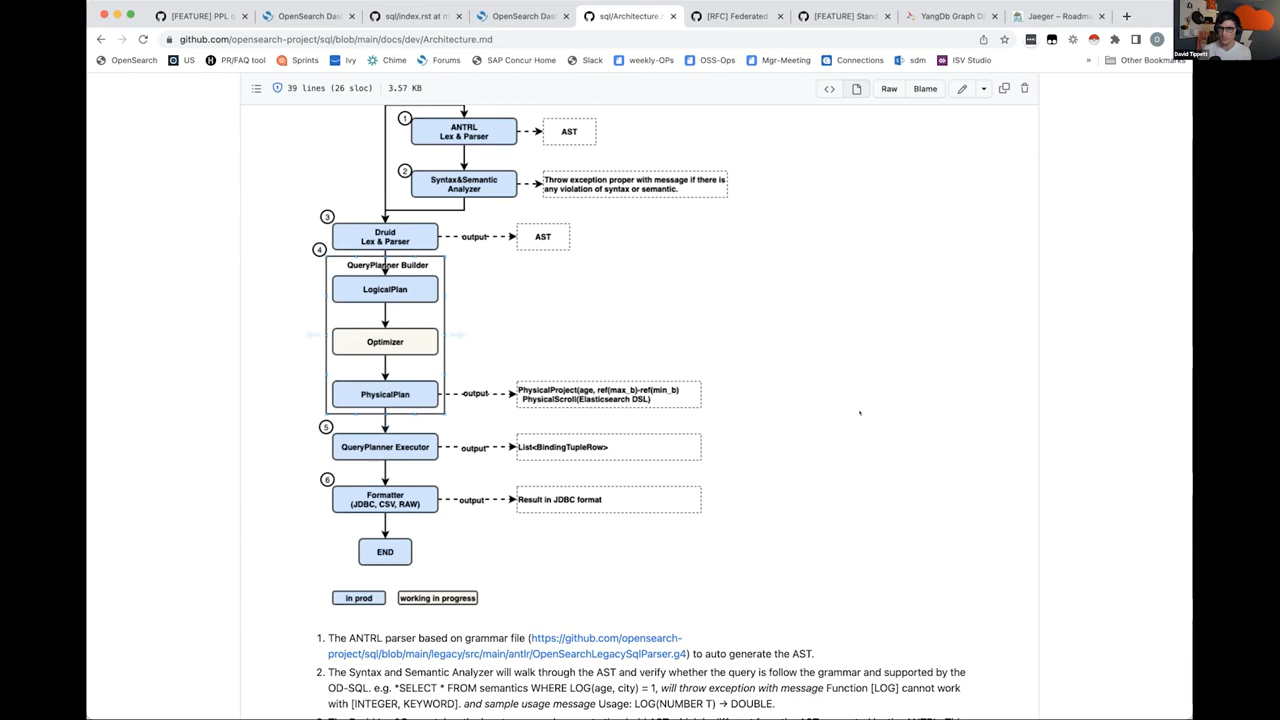 [FEATURE] PPL q
OpenSearch Das
sql/index.rst at m
OpenSearch Das
sql/Architecture.r
[RFC] Federated
[FEATURE] Stan
YangDb Graph D
Jaeger – Roadma
github.com/opensearch-project/sql/blob/main/docs/dev/Architecture.md
OpenSearch
US
PR/FAQ tool
Sprints
Ivy
Chime
Forums
SAP Concur Home
Slack
weekly-OPs
OSS-Ops
Mgr-Meeting
Connections
sdm
ISV Studio
»
Other Bookmarks
David Tippett
39 lines (26 sloc)
3.57 KB
Raw
Blame
1
ANTRL
Lex & Parser
AST
2
Syntax&Semantic
Analyzer
Throw exception proper with message if there is
any violation of syntax or semantic.
3
Druid
Lex & Parser
output
AST
4
QueryPlanner Builder
LogicalPlan
Optimizer
PhysicalPlan
output
PhysicalProject(age, ref(max_b)-ref(min_b)
PhysicalScroll(Elasticsearch DSL)
5
QueryPlanner Executor
output
List<BindingTupleRow>
6
Formatter
(JDBC, CSV, RAW)
output
Result in JDBC format
END
in prod
working in progress
1. The ANTRL parser based on grammar file (https://github.com/opensearch-
project/sql/blob/main/legacy/src/main/antlr/OpenSearchLegacySqlParser.g4) to auto generate the AST.
2. The Syntax and Semantic Analyzer will walk through the AST and verify whether the query is follow the grammar and supported by the
OD-SQL. e.g. *SELECT * FROM semantics WHERE LOG(age, city) = 1, will throw exception with message Function [LOG] cannot work
with [INTEGER, KEYWORD]. and sample usage message Usage: LOG(NUMBER T) -> DOUBLE.